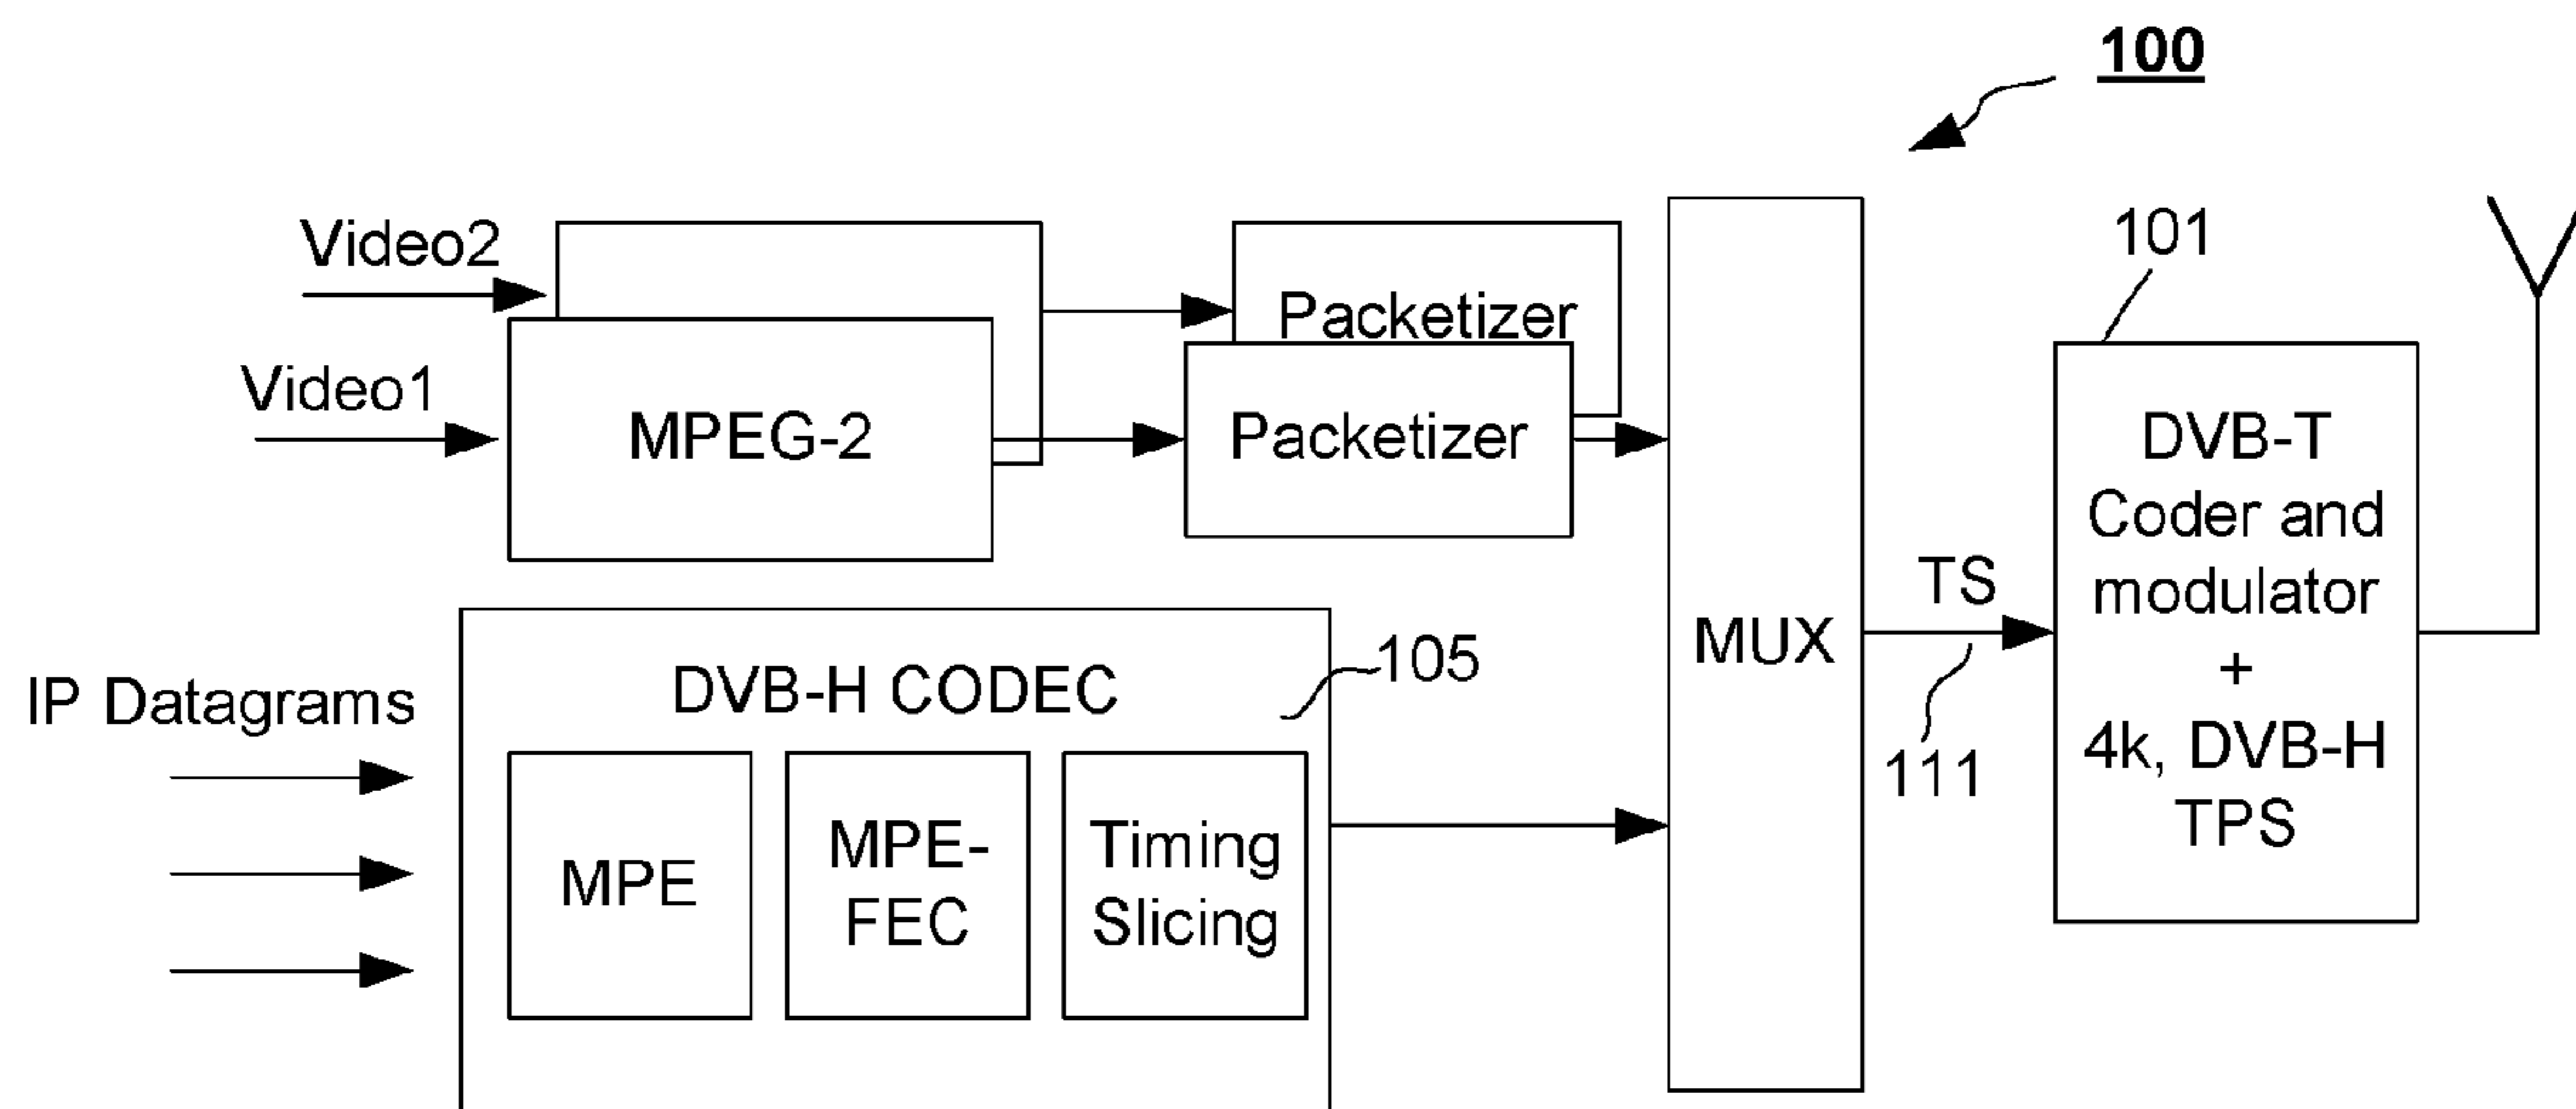 100
Video2
101
Packetizer
Video1
MPEG-2
Packetizer
DVB-T
Coder and
modulator
+
4k, DVB-H
TPS
TS
MUX
111
DVB-H CODEC
105
IP Datagrams
MPE
MPE-
FEC
Timing
Slicing